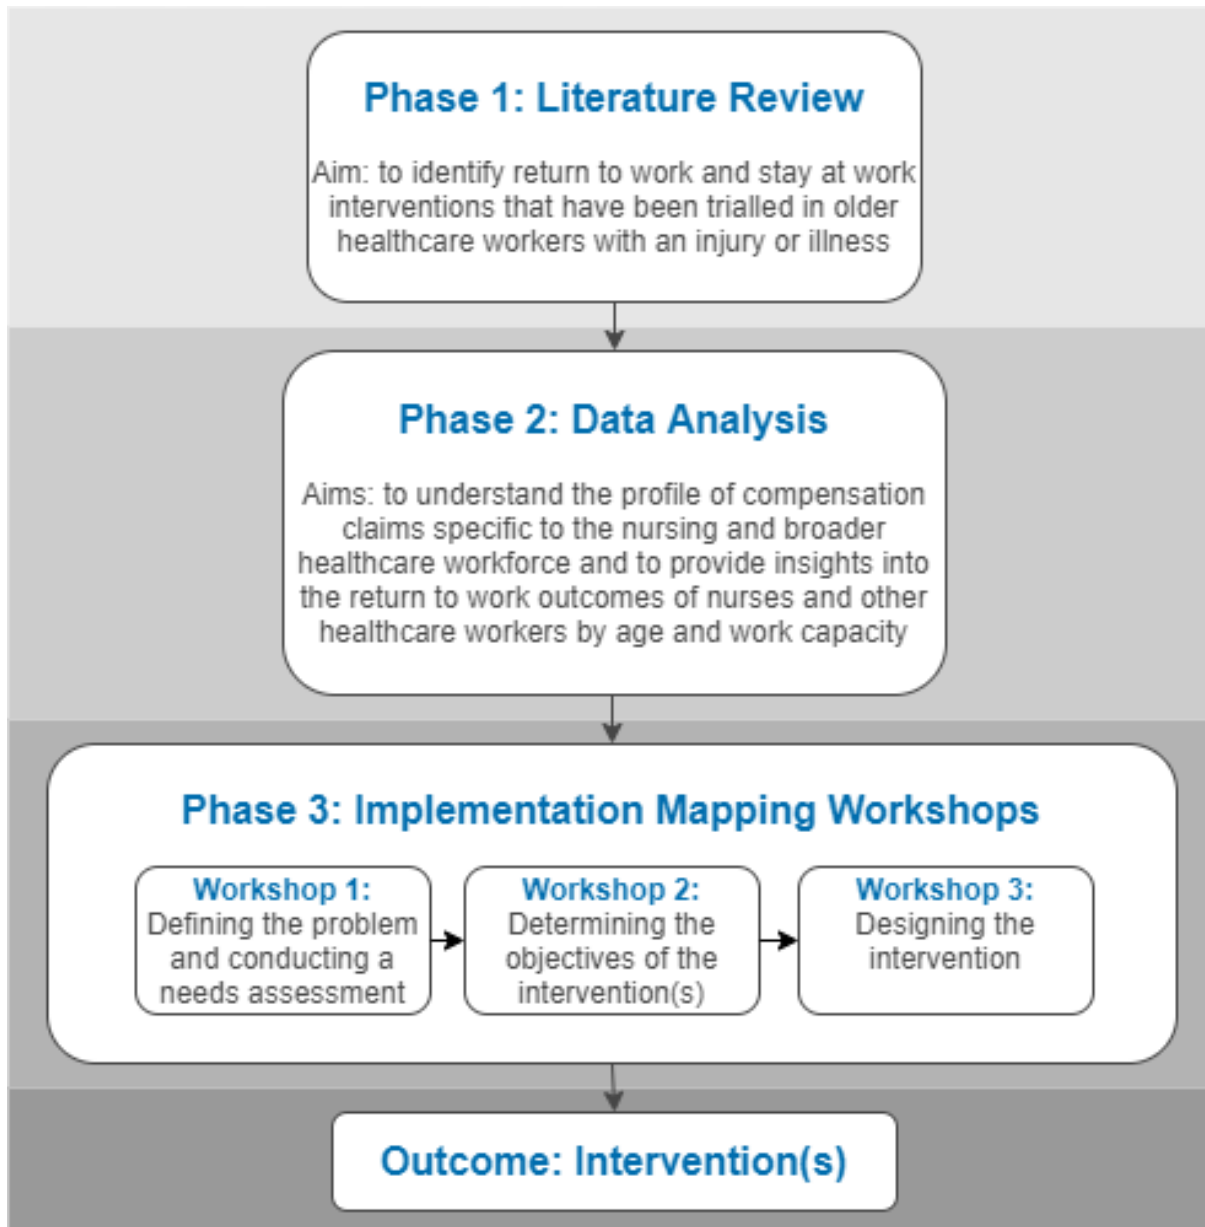 Phase 1: Literature Review
Aim: to identify return to work and stay at work
interventions that have been trialled in older
healthcare workers with an injury or illness
Phase 2: Data Analysis
Aims: to understand the profile of compensation
claims specific to the nursing and broader
healthcare workforce and to provide insights into
the return to work outcomes of nurses and other
healthcare workers by age and work capacity
Phase 3: Implementation Mapping Workshops
Workshop 1:
Defining the problem
and conducting a
needs assessment
Workshop 2:
Determining the
objectives of the
intervention(s)
Workshop 3:
Designing the
intervention
Outcome: Intervention(s)